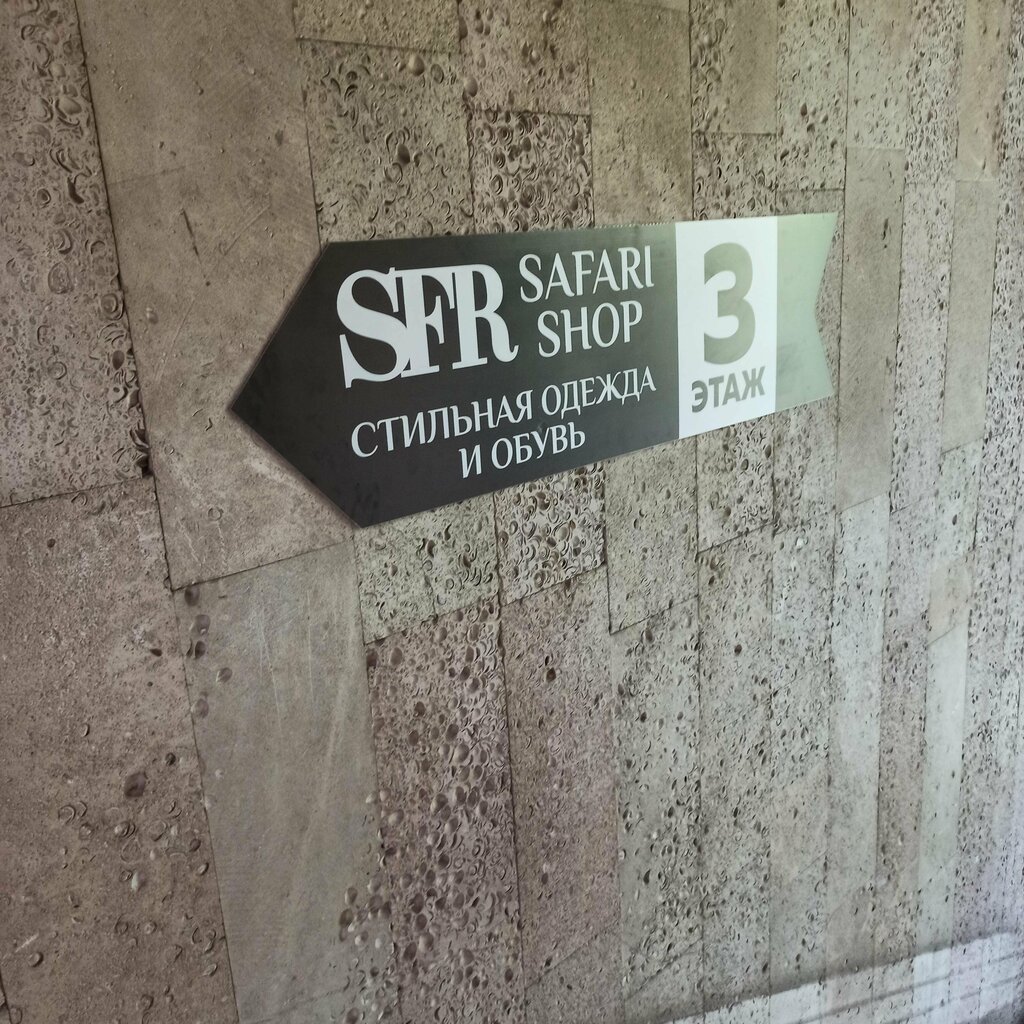 SFR
SAFARI
SHOP
СТИЛЬНАЯ ОДЕЖДА
И ОБУВЬ
3
ЭТАЖ